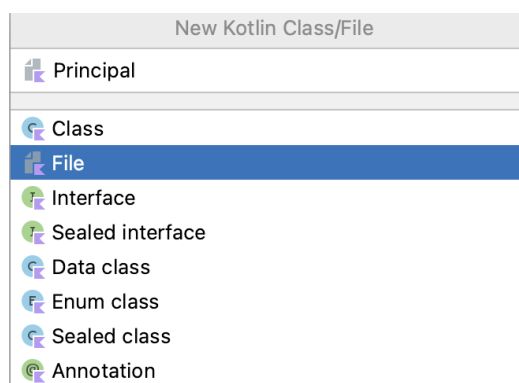 New Kotlin Class/File
Principal
Class
File
Interface
Sealed interface
Data class
Enum class
Sealed class
Annotation